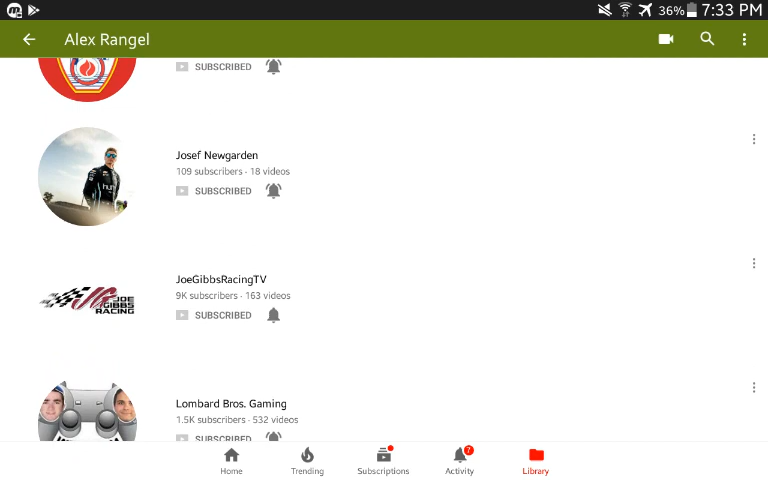 36% 7:33 PM
Alex Rangel
SUBSCRIBED
Josef Newgarden
109 subscribers · 18 videos
SUBSCRIBED
JoeGibbsRacingTV
9K subscribers · 163 videos
SUBSCRIBED
JG JOE
GIBBS
RACING
Lombard Bros. Gaming
1.5K subscribers · 532 videos
SUBSCRIBED
7
Home Trending Subscriptions Activity Library